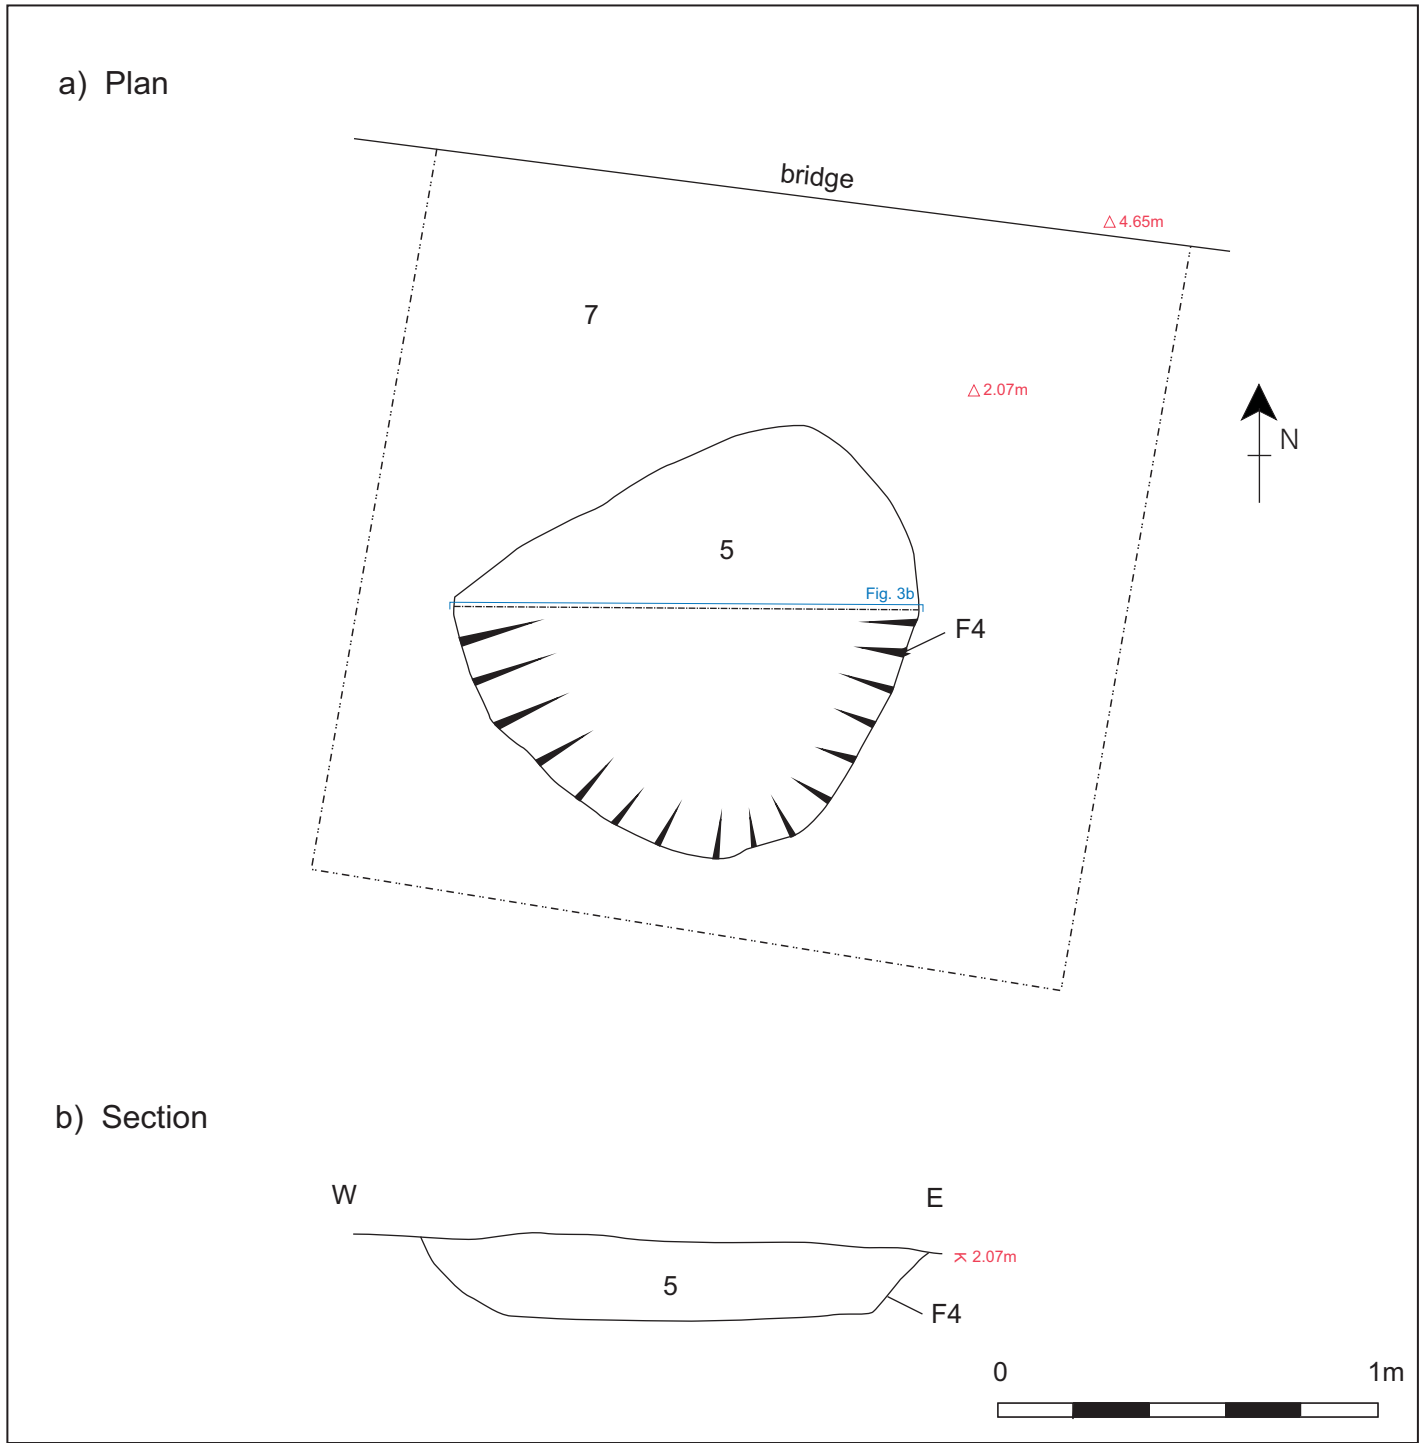 a) Plan
bridge
△ 4.65m
7
△ 2.07m
N
5
Fig. 3b
F4
b) Section
W
E
⌅ 2.07m
5
F4
0
1m